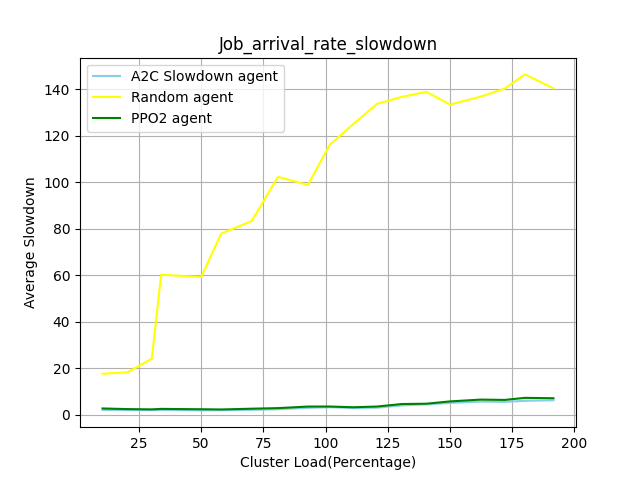 Job_arrival_rate_slowdown
A2C Slowdown agent
Random agent
PPO2 agent
Average Slowdown
140
120
100
80
60
40
20
0
25 50 75 100 125 150 175 200
Cluster Load(Percentage)